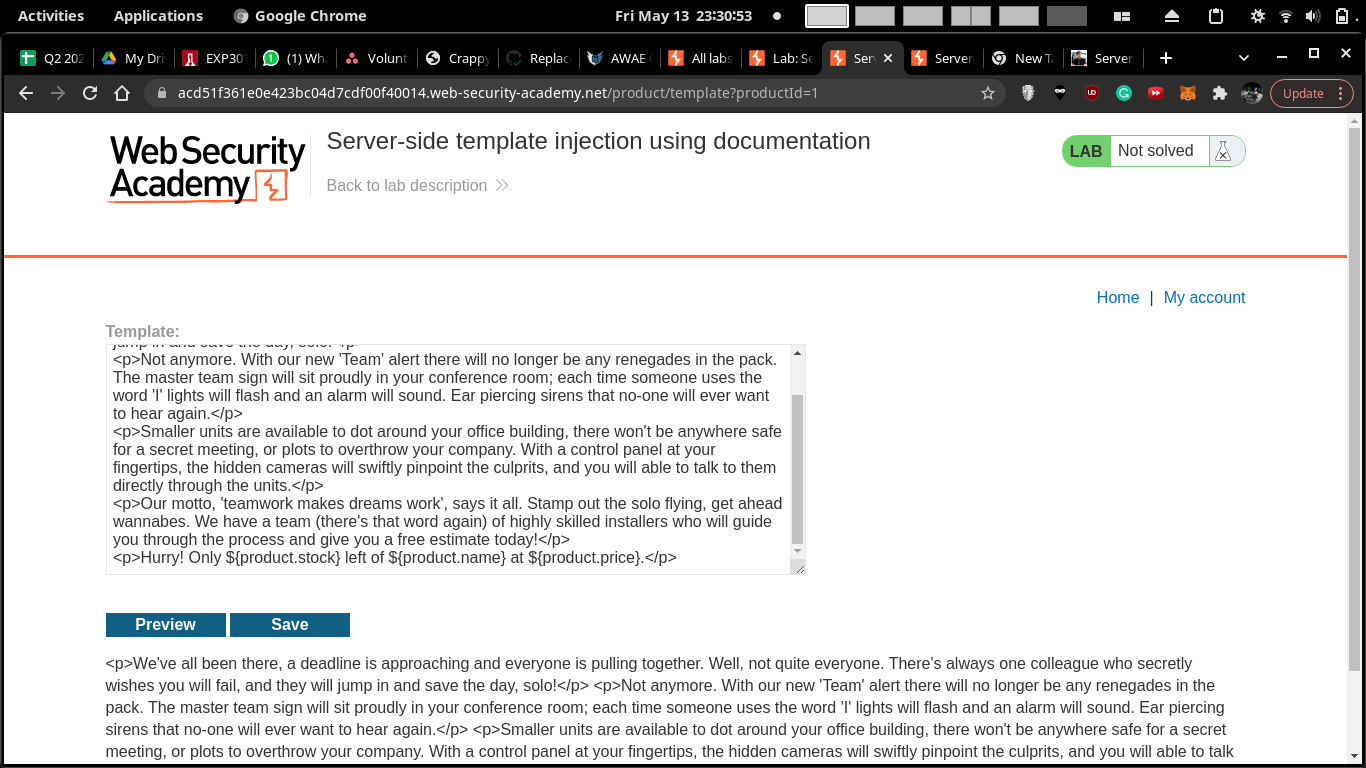 Activities Applications Google Chrome Fri May 13 23:30:53
Q2 202 My Dri EXP30 (1) Wha Volunt Crappy Replac AWAE All labs Lab: Se Serv Server New Ta Server
acd51f361e0e423bc04d7cdf00f40014.web-security-academy.net/product/template?productId=1 Update
Web Security
Academy
Server-side template injection using documentation
Back to lab description
LAB Not solved
Home | My account
Template:
jump in and save the day, solo!
<p>Not anymore. With our new 'Team' alert there will no longer be any renegades in the pack.
The master team sign will sit proudly in your conference room; each time someone uses the
word 'I' lights will flash and an alarm will sound. Ear piercing sirens that no-one will ever want
to hear again.</p>
<p>Smaller units are available to dot around your office building, there won't be anywhere safe
for a secret meeting, or plots to overthrow your company. With a control panel at your
fingertips, the hidden cameras will swiftly pinpoint the culprits, and you will able to talk to them
directly through the units.</p>
<p>Our motto, 'teamwork makes dreams work', says it all. Stamp out the solo flying, get ahead
wannabes. We have a team (there's that word again) of highly skilled installers who will guide
you through the process and give you a free estimate today!</p>
<p>Hurry! Only ${product.stock} left of ${product.name} at ${product.price}.</p>
Preview Save
<p>We've all been there, a deadline is approaching and everyone is pulling together. Well, not quite everyone. There's always one colleague who secretly
wishes you will fail, and they will jump in and save the day, solo!</p> <p>Not anymore. With our new 'Team' alert there will no longer be any renegades in the
pack. The master team sign will sit proudly in your conference room; each time someone uses the word 'I' lights will flash and an alarm will sound. Ear piercing
sirens that no-one will ever want to hear again.</p> <p>Smaller units are available to dot around your office building, there won't be anywhere safe for a secret
meeting, or plots to overthrow your company. With a control panel at your fingertips, the hidden cameras will swiftly pinpoint the culprits, and you will able to talk